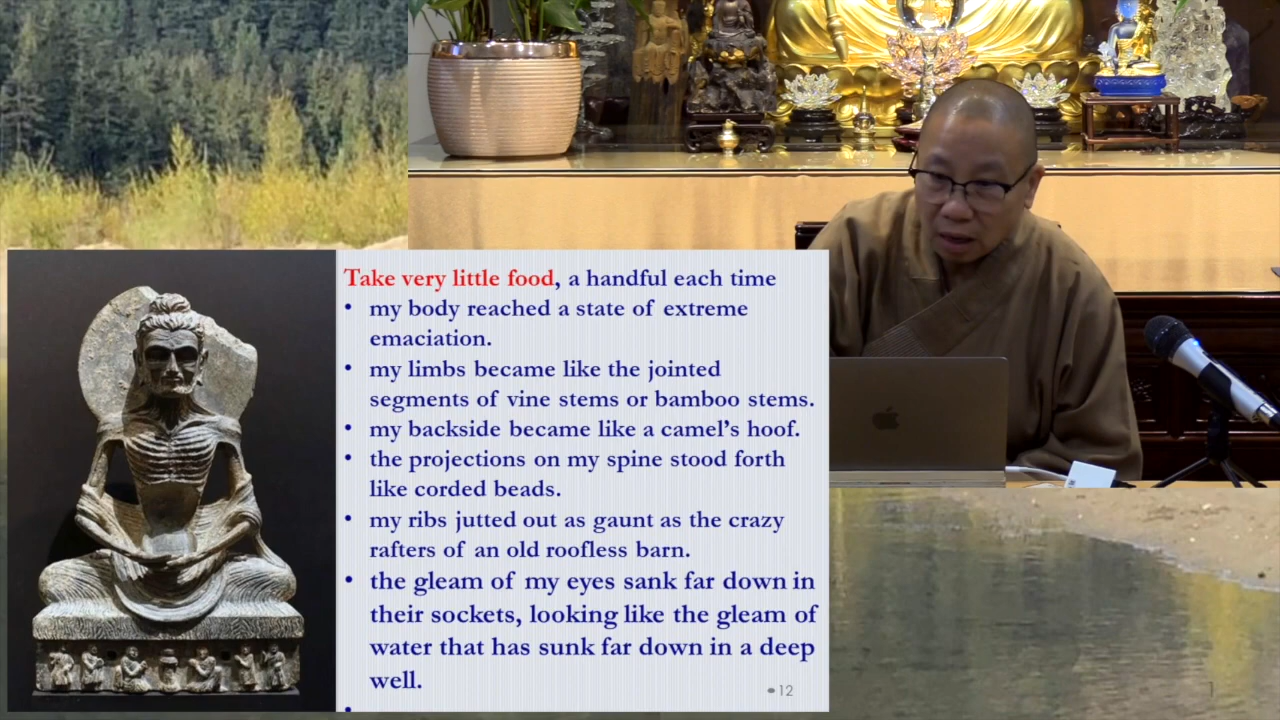 Take very little food, a handful each time
• my body reached a state of extreme
emaciation.
• my limbs became like the jointed
segments of vine stems or bamboo stems.
• my backside became like a camel’s hoof.
• the projections on my spine stood forth
like corded beads.
• my ribs jutted out as gaunt as the crazy
rafters of an old roofless barn.
• the gleam of my eyes sank far down in
their sockets, looking like the gleam of
water that has sunk far down in a deep
well.
•
12
1